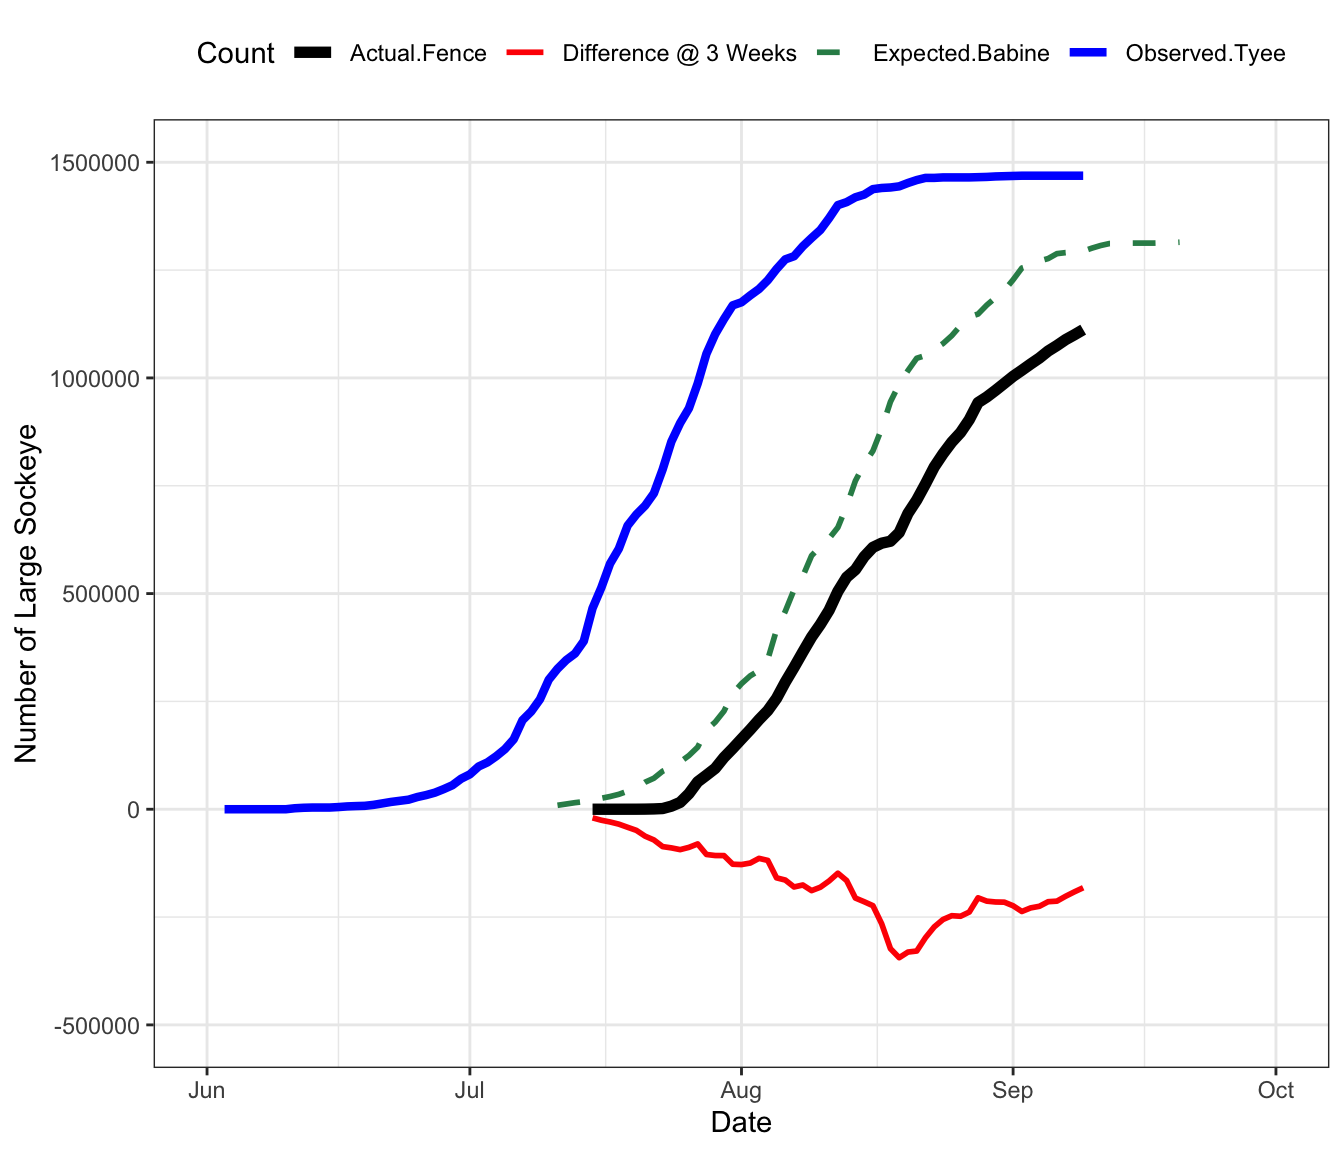 Count Actual.Fence Difference @ 3 Weeks Expected.Babine Observed.Tyee
1500000
1000000
500000
0
-500000
Number of Large Sockeye
Jun Jul Aug Sep Oct
Date